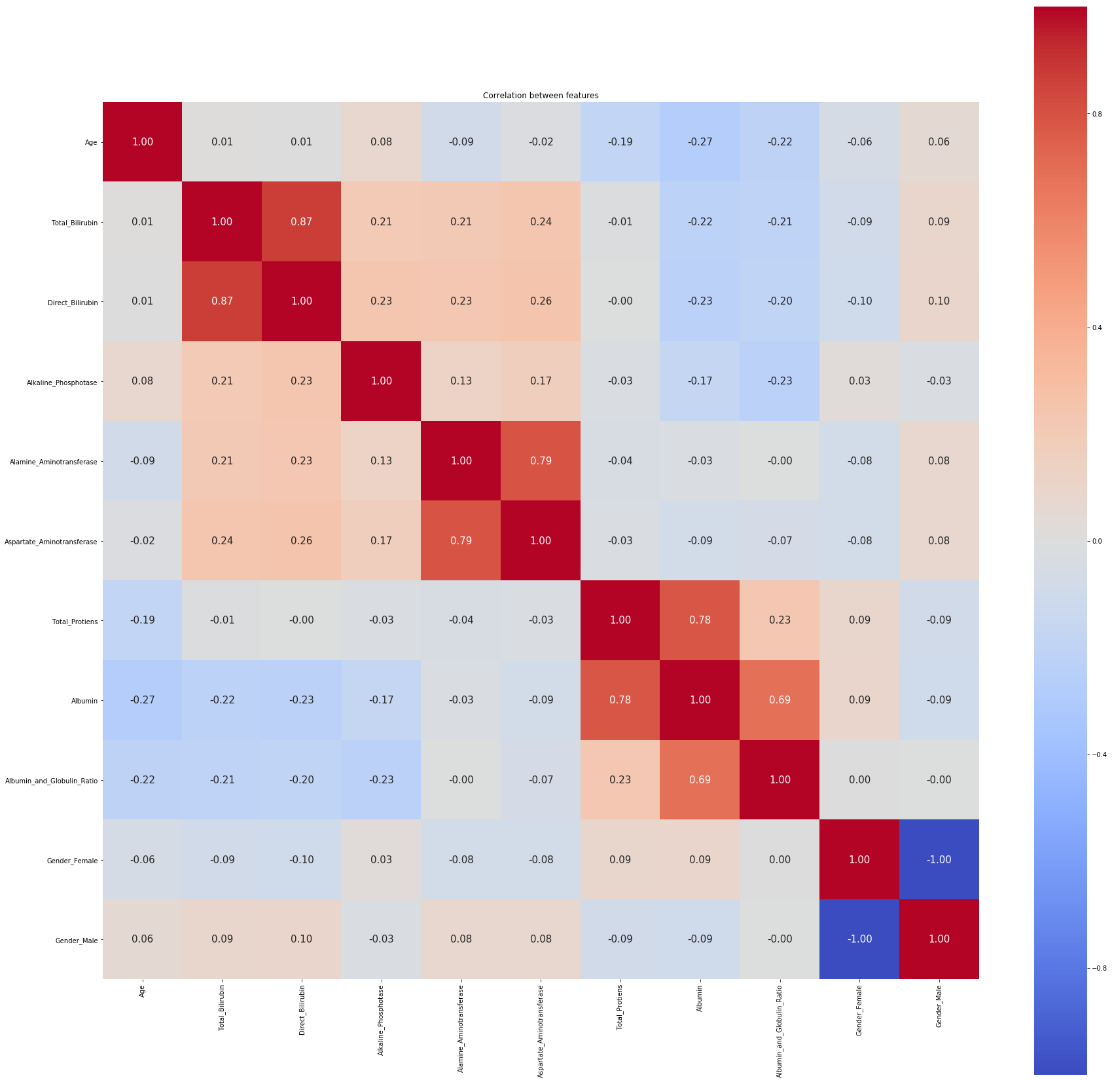 Correlation between features
Age 1.00 0.01 0.01 0.08 -0.09 -0.02 -0.19 -0.27 -0.22 -0.06 0.06
Total_Bilirubin 0.01 1.00 0.87 0.21 0.21 0.24 -0.01 -0.22 -0.21 -0.09 0.09
Direct_Bilirubin 0.01 0.87 1.00 0.23 0.23 0.26 -0.00 -0.23 -0.20 -0.10 0.10
Alkaline_Phosphotase 0.08 0.21 0.23 1.00 0.13 0.17 -0.03 -0.17 -0.23 0.03 -0.03
Alamine_Aminotransferase -0.09 0.21 0.23 0.13 1.00 0.79 -0.04 -0.03 -0.00 -0.08 0.08
Aspartate_Aminotransferase -0.02 0.24 0.26 0.17 0.79 1.00 -0.03 -0.09 -0.07 -0.08 0.08
Total_Protiens -0.19 -0.01 -0.00 -0.03 -0.04 -0.03 1.00 0.78 0.23 0.09 -0.09
Albumin -0.27 -0.22 -0.23 -0.17 -0.03 -0.09 0.78 1.00 0.69 0.09 -0.09
Albumin_and_Globulin_Ratio -0.22 -0.21 -0.20 -0.23 -0.00 -0.07 0.23 0.69 1.00 0.00 -0.00
Gender_Female -0.06 -0.09 -0.10 0.03 -0.08 -0.08 0.09 0.09 0.00 1.00 -1.00
Gender_Male 0.06 0.09 0.10 -0.03 0.08 0.08 -0.09 -0.09 -0.00 -1.00 1.00
Age
Total_Bilirubin
Direct_Bilirubin
Alkaline_Phosphotase
Alamine_Aminotransferase
Aspartate_Aminotransferase
Total_Protiens
Albumin
Albumin_and_Globulin_Ratio
Gender_Female
Gender_Male
0.8
0.4
0.0
−0.4
−0.8